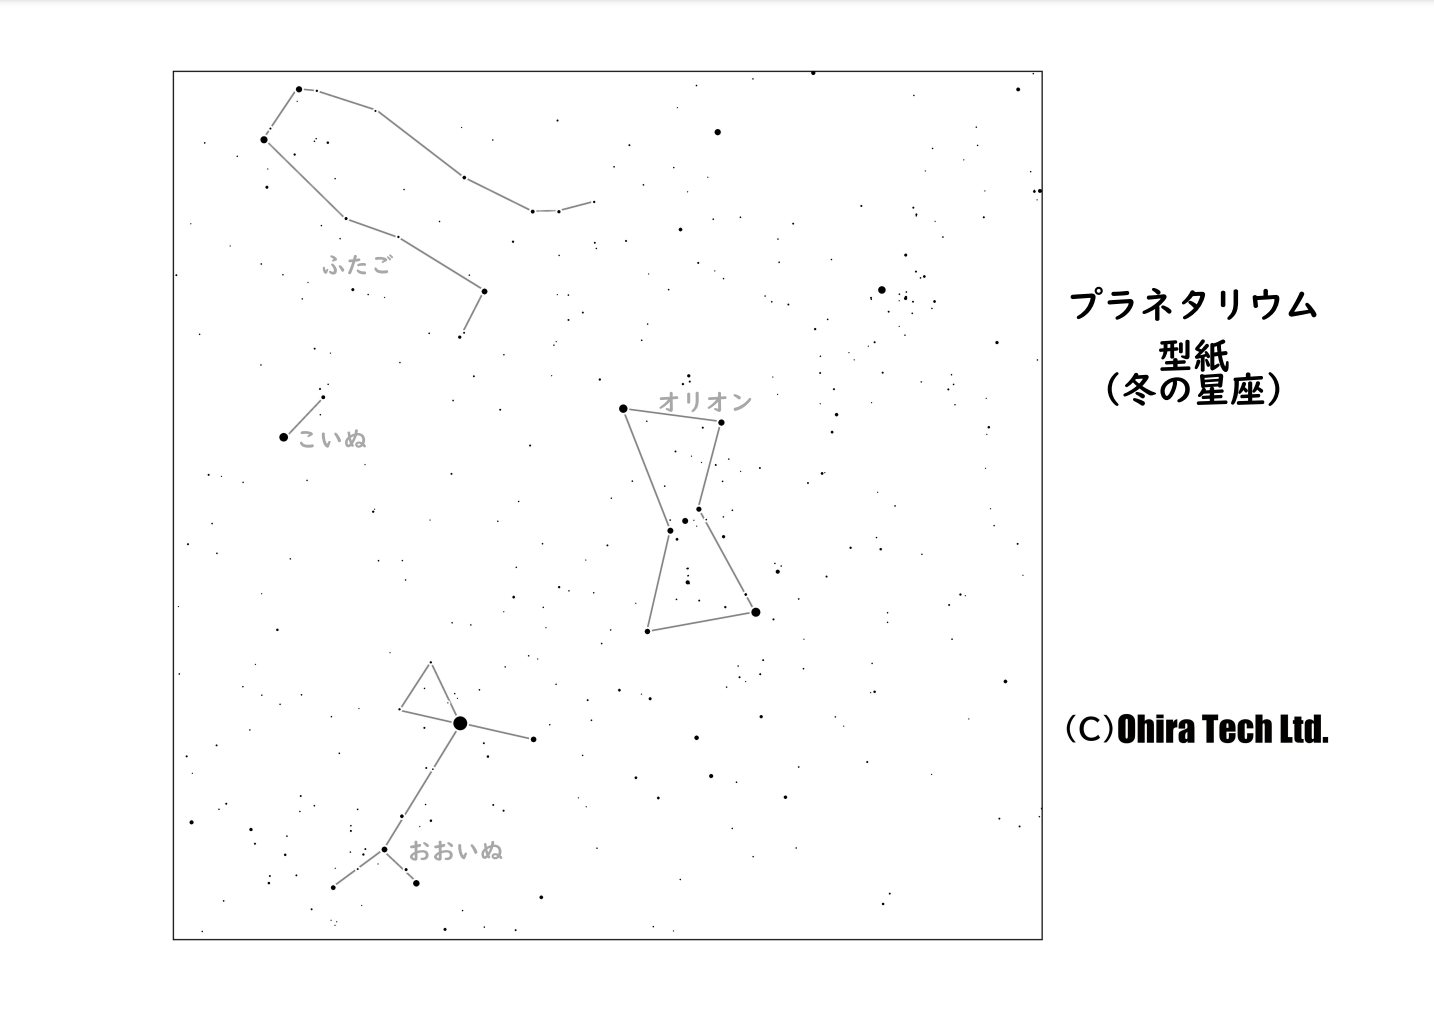 ふたご
オリオン
こいぬ
おおいぬ
プラネタリウム
型紙
（冬の星座）
（C）Ohira Tech Ltd.